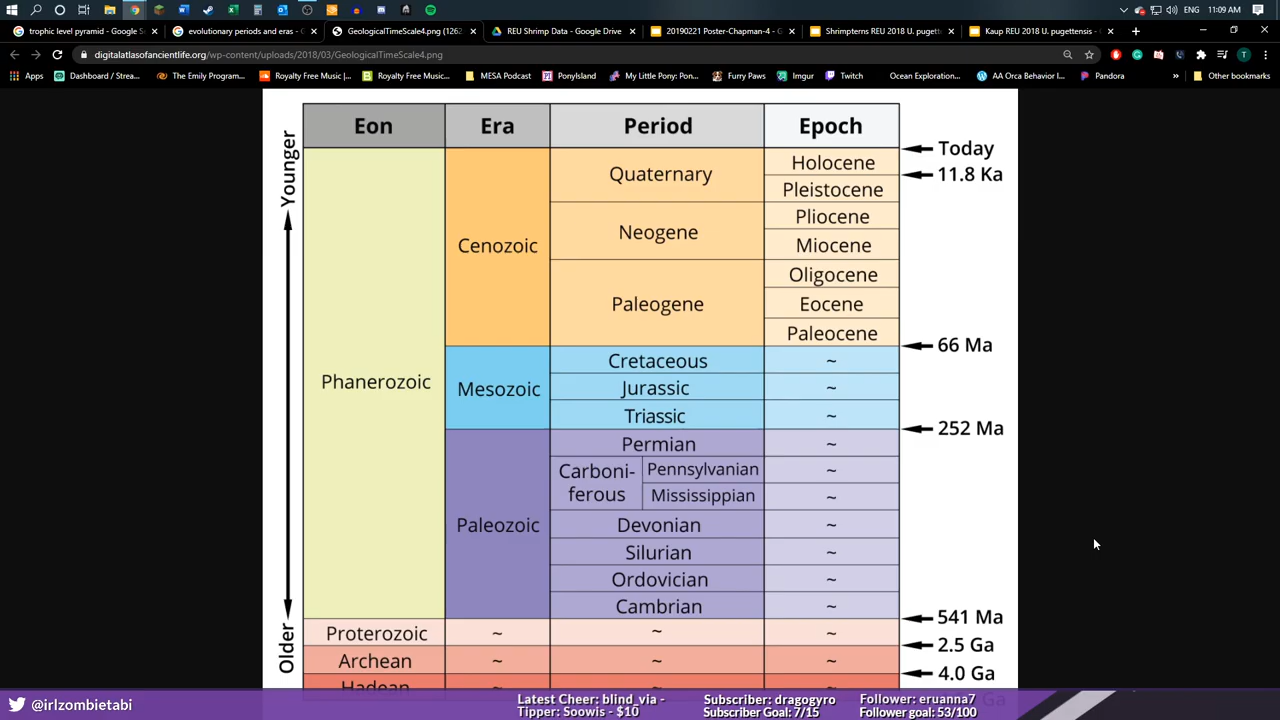 ENG 11:09 AM
trophic level pyramid - Google S
evolutionary periods and eras - G
GeologicalTimeScale4.png (1262
REU Shrimp Data - Google Drive
20190221 Poster-Chapman-4 - G
Shrimpterns REU 2018 U. pugett
Kaup REU 2018 U. pugettensis -
digitalatlasofancientlife.org/wp-content/uploads/2018/03/GeologicalTimeScale4.png
T
Apps
Dashboard / Strea...
The Emily Program...
Royalty Free Music |...
Royalty Free Music...
MESA Podcast
PonyIsland
My Little Pony: Pon...
Furry Paws
Imgur
Twitch
Ocean Exploration...
AA Orca Behavior I...
Pandora
»
Other bookmarks
Eon Era Period Epoch
Younger
Older
Today
Holocene
Quaternary
11.8 Ka
Pleistocene
Pliocene
Neogene
Cenozoic
Miocene
Oligocene
Paleogene
Eocene
Paleocene
66 Ma
Phanerozoic
Cretaceous ~
Mesozoic
Jurassic ~
Triassic ~
252 Ma
Permian ~
Carboni-
ferous
Pennsylvanian ~
Mississippian ~
Paleozoic
Devonian ~
Silurian ~
Ordovician ~
Cambrian ~
541 Ma
Proterozoic ~ ~ ~
2.5 Ga
Archean ~ ~ ~
4.0 Ga
Hadean ~ ~ ~
@irlzombietabi
Latest Cheer: blind_via -
Tipper: Soowis - $10
Subscriber: dragogyro
Subscriber Goal: 7/15
Follower: eruanna7
Follower goal: 53/100